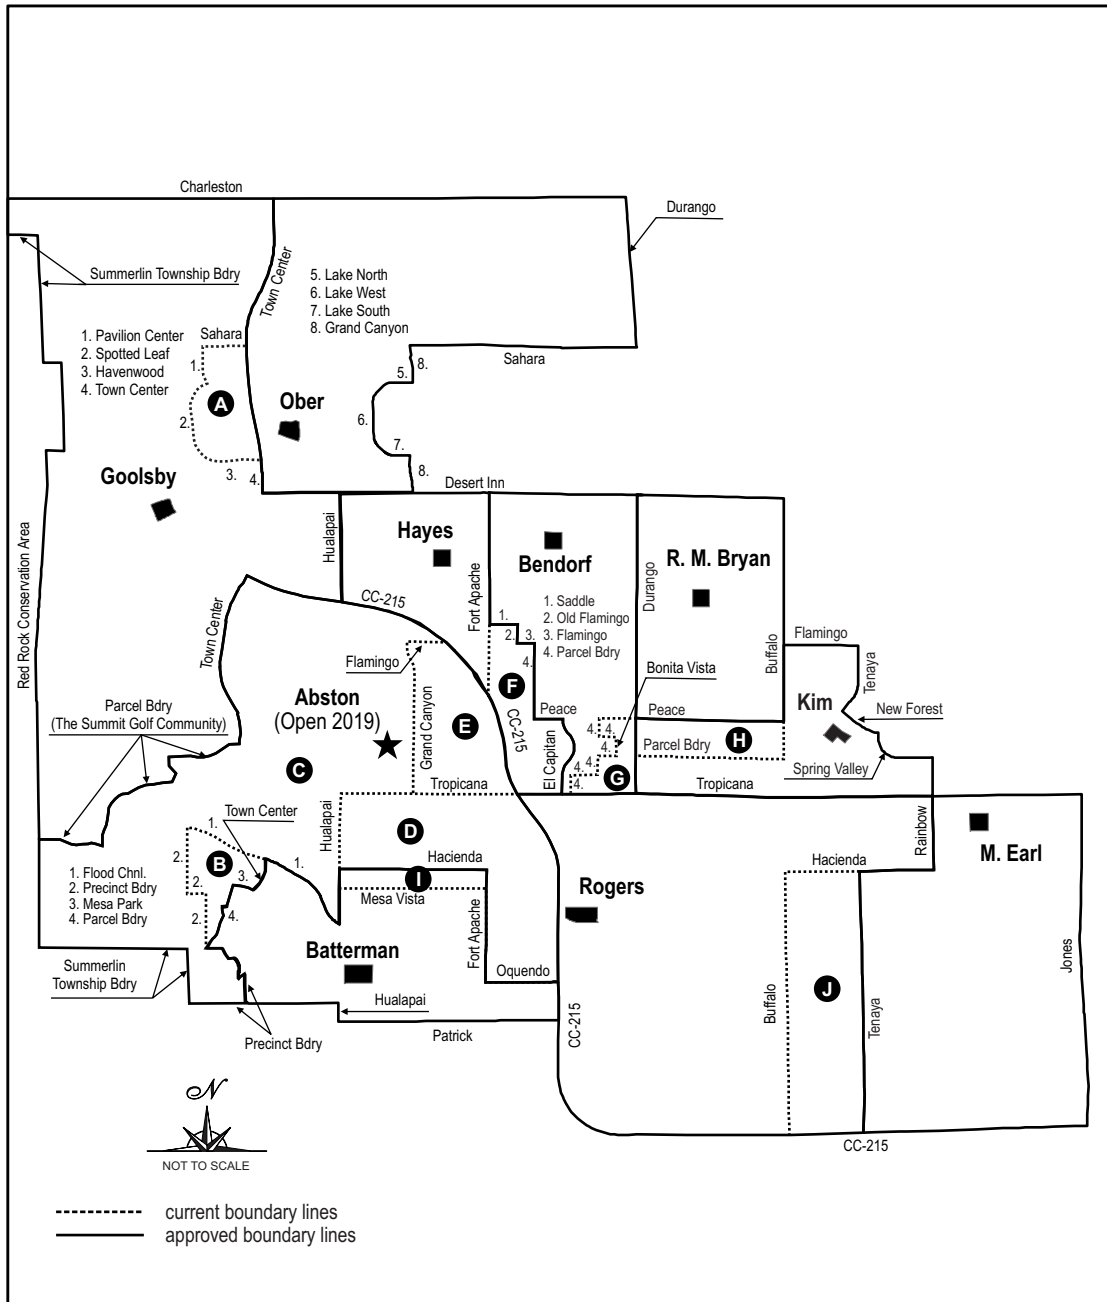 Charleston
Durango
Town Center
Summerlin Township Bdry
5. Lake North
6. Lake West
7. Lake South
8. Grand Canyon
1. Pavilion Center
2. Spotted Leaf
3. Havenwood
4. Town Center
Sahara
Sahara
1.
8.
5.
A
Ober
2.
6.
7.
3.
4.
8.
Goolsby
Desert Inn
Red Rock Conservation Area
Hualapai
Hayes
Bendorf
R. M. Bryan
CC-215
Fort Apache
1. Saddle
2. Old Flamingo
3. Flamingo
4. Parcel Bdry
Durango
Buffalo
1.
2.
3.
4.
Town Center
Flamingo
Flamingo
Tenaya
Bonita Vista
F
Abston
(Open 2019)
Parcel Bdry
(The Summit Golf Community)
Kim
New Forest
Grand Canyon
E
CC-215
Peace
Peace
4. 4.
4.
4.
4.
4.
El Capitan
G
Parcel Bdry
H
Spring Valley
C
Tropicana
Tropicana
Town Center
Hualapai
D
Rainbow
1.
2.
B
3.
1.
2.
4.
2.
Hacienda
Hacienda
M. Earl
I
Mesa Vista
1. Flood Chnl.
2. Precinct Bdry
3. Mesa Park
4. Parcel Bdry
Rogers
Fort Apache
Batterman
Summerlin
Township Bdry
Oquendo
Jones
Hualapai
Buffalo
J
Tenaya
CC-215
Patrick
Precinct Bdry
N
NOT TO SCALE
CC-215
current boundary lines
approved boundary lines